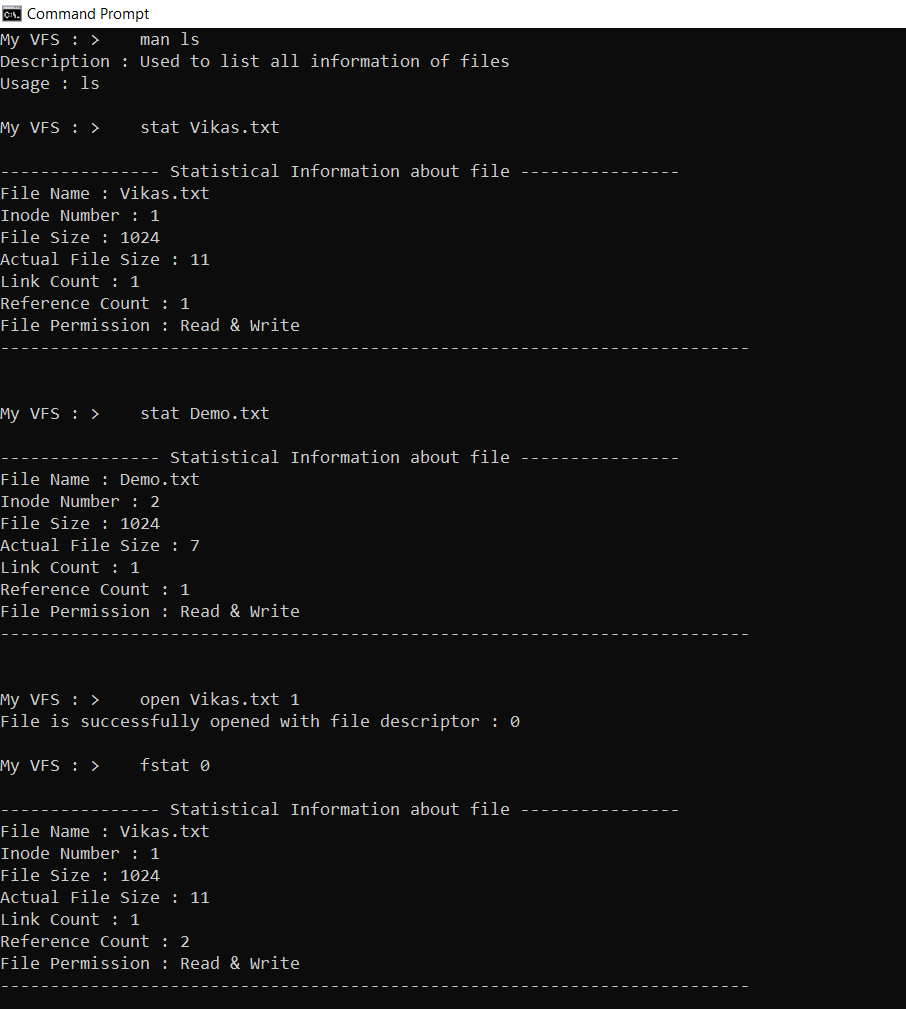 Command Prompt
My VFS : >    man ls
Description : Used to list all information of files
Usage : ls
My VFS : >    stat Vikas.txt
---------------- Statistical Information about file ----------------
File Name : Vikas.txt
Inode Number : 1
File Size : 1024
Actual File Size : 11
Link Count : 1
Reference Count : 1
File Permission : Read & Write
---------------------------------------------------------------------------
My VFS : >    stat Demo.txt
---------------- Statistical Information about file ----------------
File Name : Demo.txt
Inode Number : 2
File Size : 1024
Actual File Size : 7
Link Count : 1
Reference Count : 1
File Permission : Read & Write
---------------------------------------------------------------------------
My VFS : >    open Vikas.txt 1
File is successfully opened with file descriptor : 0
My VFS : >    fstat 0
---------------- Statistical Information about file ----------------
File Name : Vikas.txt
Inode Number : 1
File Size : 1024
Actual File Size : 11
Link Count : 1
Reference Count : 2
File Permission : Read & Write
---------------------------------------------------------------------------